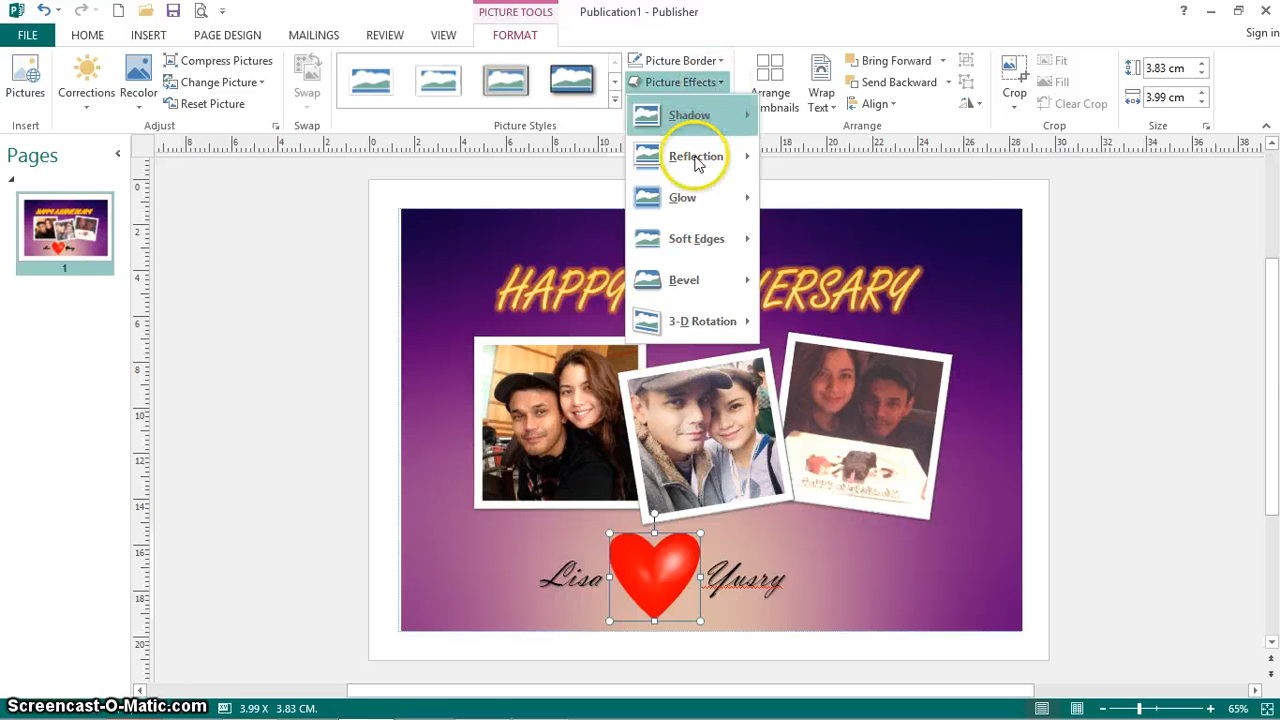 PICTURE TOOLS
Publication1 - Publisher
?
FILE HOME INSERT PAGE DESIGN MAILINGS REVIEW VIEW FORMAT Sign in
Pictures
Corrections
Recolor
Compress Pictures
Change Picture
Reset Picture
Swap
Picture Border
Picture Effects
Arrange
Thumbnails
Wrap
Text
Bring Forward
Send Backward
Align
Crop
Fit
Fill
Clear Crop
3.83 cm
3.99 cm
Insert Adjust Swap Picture Styles Arrange Crop Size
Shadow
Reflection
Glow
Soft Edges
Bevel
3-D Rotation
Pages
1
HAPPY ANNIVERSARY
Lisa Yusry
Screencast-O-Matic.com
3.99 X 3.83 CM.
65%